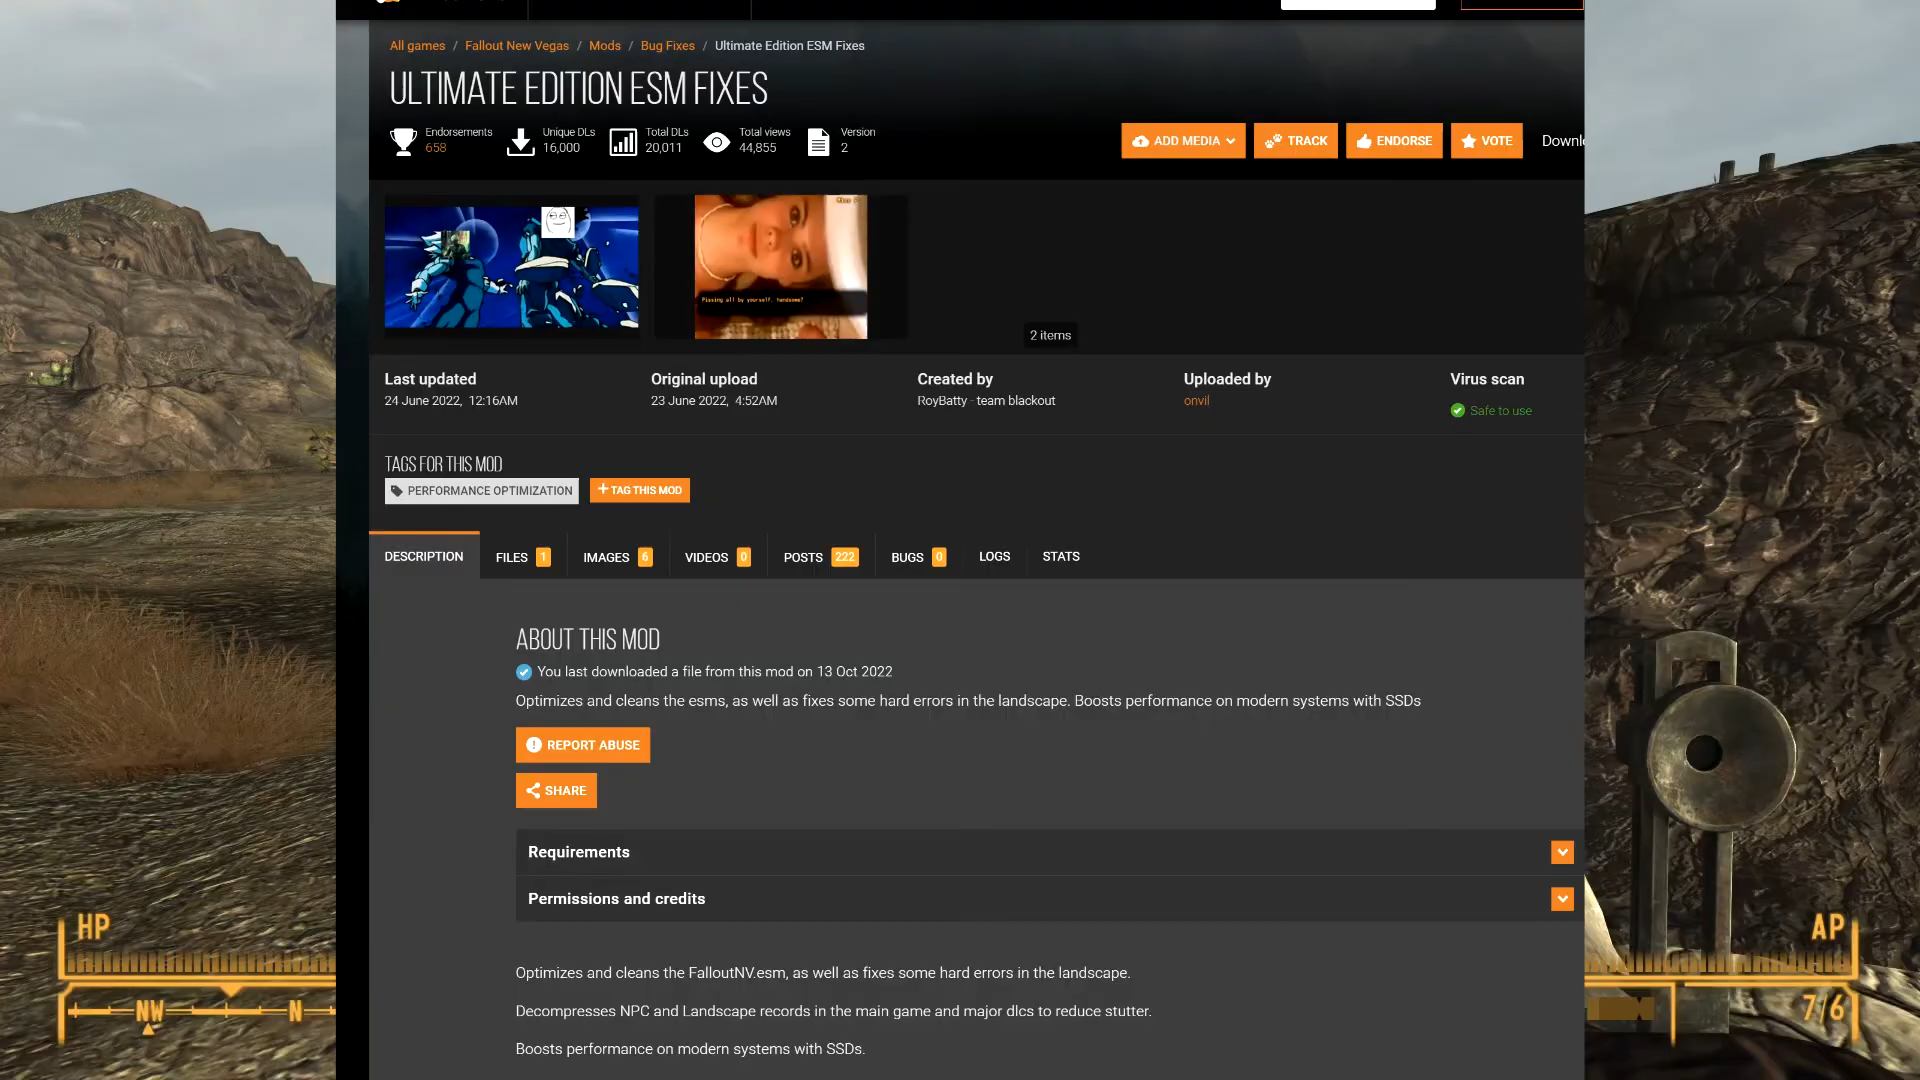 All games / Fallout New Vegas / Mods / Bug Fixes / Ultimate Edition ESM Fixes
ULTIMATE EDITION ESM FIXES
Endorsements
658
Unique DLs
16,000
Total DLs
20,011
Total views
44,855
Version
2
ADD MEDIA
TRACK
ENDORSE
VOTE
Downlo
Pissing all by yourself, handsome?
2 items
Last updated
24 June 2022, 12:16AM
Original upload
23 June 2022, 4:52AM
Created by
RoyBatty - team blackout
Uploaded by
onvil
Virus scan
Safe to use
TAGS FOR THIS MOD
PERFORMANCE OPTIMIZATION
+ TAG THIS MOD
DESCRIPTION
FILES 1
IMAGES 6
VIDEOS 0
POSTS 222
BUGS 0
LOGS
STATS
ABOUT THIS MOD
You last downloaded a file from this mod on 13 Oct 2022
Optimizes and cleans the esms, as well as fixes some hard errors in the landscape. Boosts performance on modern systems with SSDs
REPORT ABUSE
SHARE
Requirements
Permissions and credits
Optimizes and cleans the FalloutNV.esm, as well as fixes some hard errors in the landscape.
Decompresses NPC and Landscape records in the main game and major dlcs to reduce stutter.
Boosts performance on modern systems with SSDs.
HP
NW
N
AP
7/6